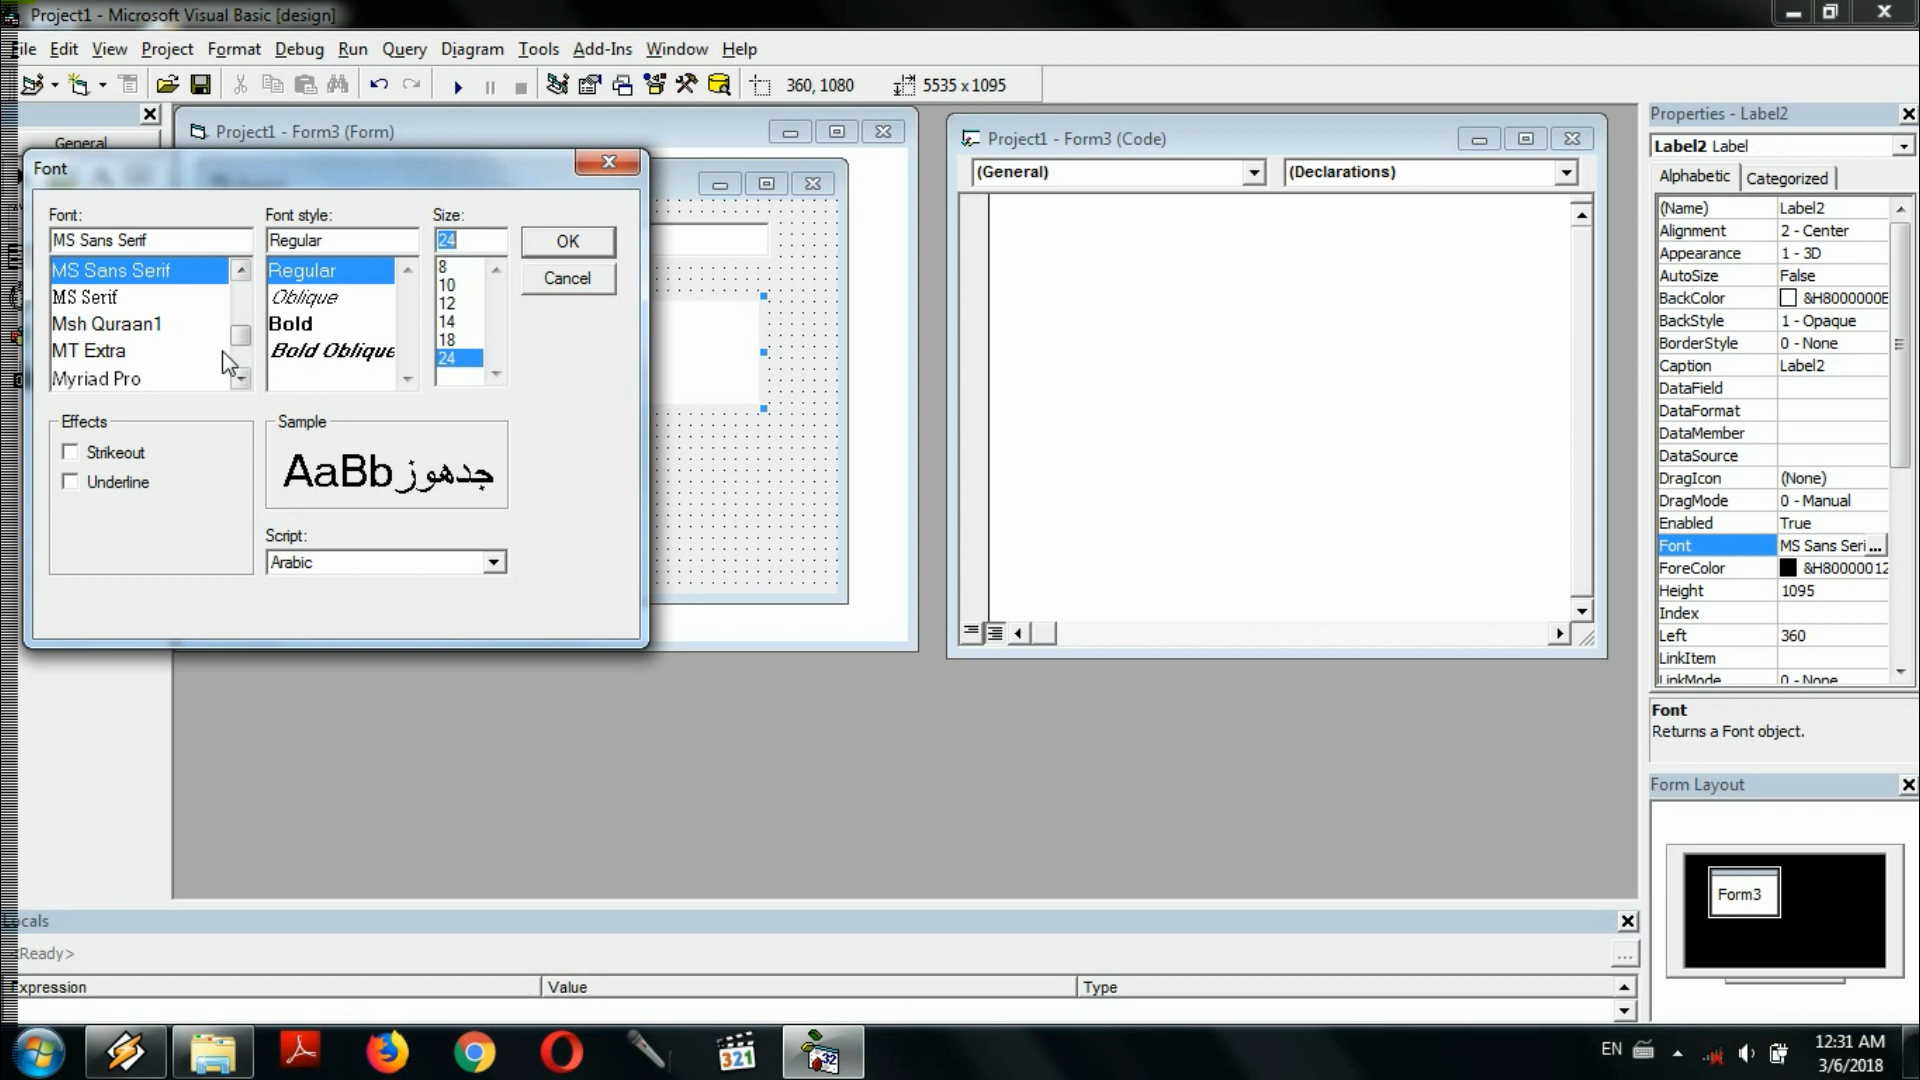 Project1 - Microsoft Visual Basic [design]
File Edit View Project Format Debug Run Query Diagram Tools Add-Ins Window Help
360, 1080 5535 x 1095
General
Project1 - Form3 (Form)
Font
Font: Font style: Size:
MS Sans Serif Regular 24 OK
MS Sans Serif Regular 8
MS Serif Oblique 10 Cancel
Msh Quraan1 Bold 12
MT Extra Bold Oblique 14
Myriad Pro 18
24
Effects Sample
Strikeout
Underline
AaBbجدهوز
Script:
Arabic
Project1 - Form3 (Code)
(General) (Declarations)
Properties - Label2
Label2 Label
Alphabetic Categorized
(Name) Label2
Alignment 2 - Center
Appearance 1 - 3D
AutoSize False
BackColor &H8000000E
BackStyle 1 - Opaque
BorderStyle 0 - None
Caption Label2
DataField
DataFormat
DataMember
DataSource
DragIcon (None)
DragMode 0 - Manual
Enabled True
Font MS Sans Seri ...
ForeColor &H80000012
Height 1095
Index
Left 360
LinkItem
LinkMode 0 - None
Font
Returns a Font object.
Form Layout
Form3
Locals
<Ready>
Expression Value Type
321
32
EN
12:31 AM
3/6/2018